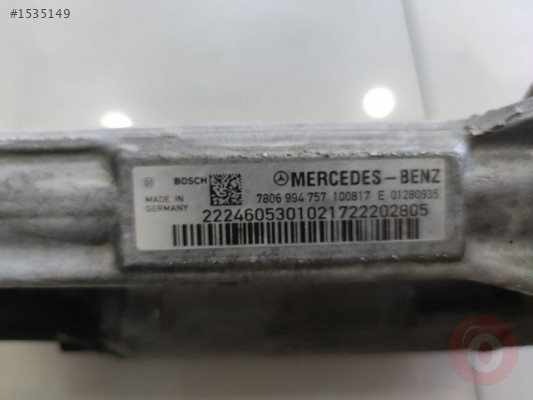 #1535149
BOSCH MERCEDES-BENZ
MADE IN GERMANY 7806 994 757 100817 E 01280935
2224605301021722202805